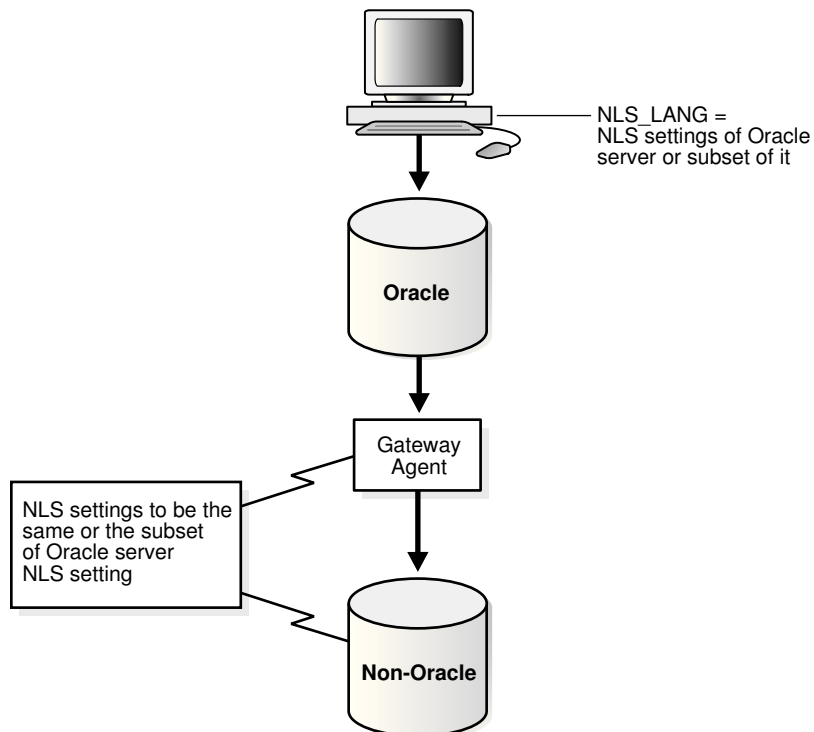 NLS_LANG =
NLS settings of Oracle
server or subset of it
Oracle
Gateway
Agent
NLS settings to be the
same or the subset
of Oracle server
NLS setting
Non-Oracle